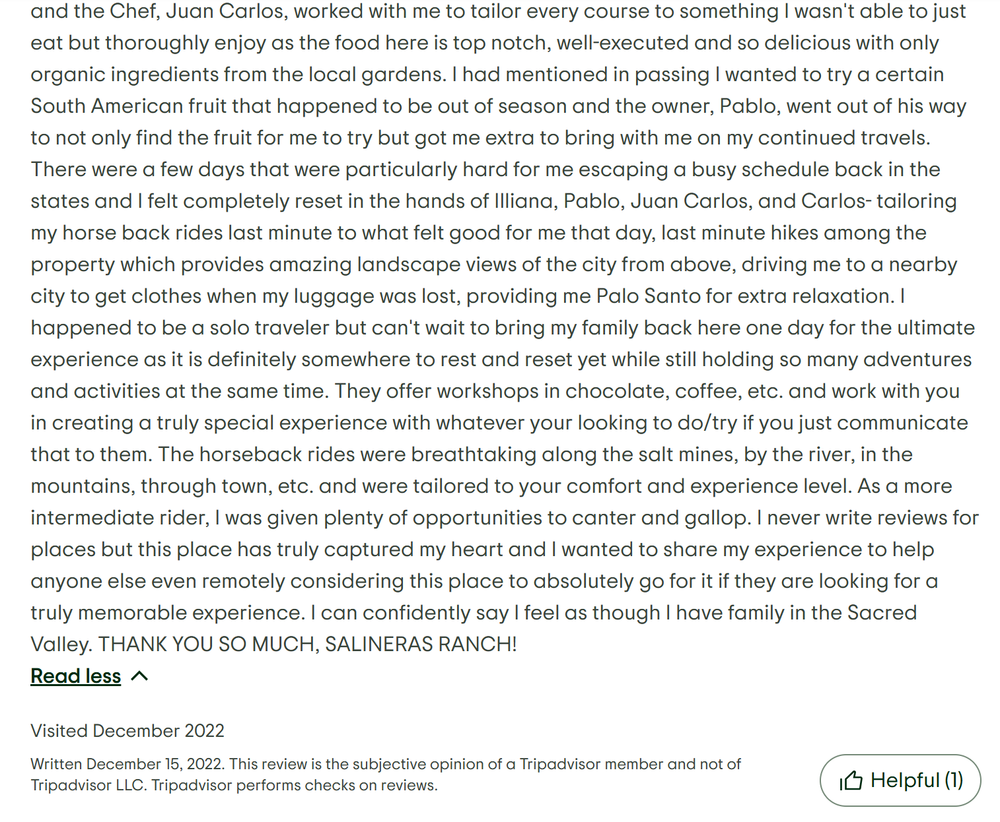 and the Chef, Juan Carlos, worked with me to tailor every course to something I wasn't able to just
eat but thoroughly enjoy as the food here is top notch, well-executed and so delicious with only
organic ingredients from the local gardens. I had mentioned in passing I wanted to try a certain
South American fruit that happened to be out of season and the owner, Pablo, went out of his way
to not only find the fruit for me to try but got me extra to bring with me on my continued travels.
There were a few days that were particularly hard for me escaping a busy schedule back in the
states and I felt completely reset in the hands of Illiana, Pablo, Juan Carlos, and Carlos- tailoring
my horse back rides last minute to what felt good for me that day, last minute hikes among the
property which provides amazing landscape views of the city from above, driving me to a nearby
city to get clothes when my luggage was lost, providing me Palo Santo for extra relaxation. I
happened to be a solo traveler but can't wait to bring my family back here one day for the ultimate
experience as it is definitely somewhere to rest and reset yet while still holding so many adventures
and activities at the same time. They offer workshops in chocolate, coffee, etc. and work with you
in creating a truly special experience with whatever your looking to do/try if you just communicate
that to them. The horseback rides were breathtaking along the salt mines, by the river, in the
mountains, through town, etc. and were tailored to your comfort and experience level. As a more
intermediate rider, I was given plenty of opportunities to canter and gallop. I never write reviews for
places but this place has truly captured my heart and I wanted to share my experience to help
anyone else even remotely considering this place to absolutely go for it if they are looking for a
truly memorable experience. I can confidently say I feel as though I have family in the Sacred
Valley. THANK YOU SO MUCH, SALINERAS RANCH!
Read less
Visited December 2022
Written December 15, 2022. This review is the subjective opinion of a Tripadvisor member and not of
Tripadvisor LLC. Tripadvisor performs checks on reviews.
Helpful (1)